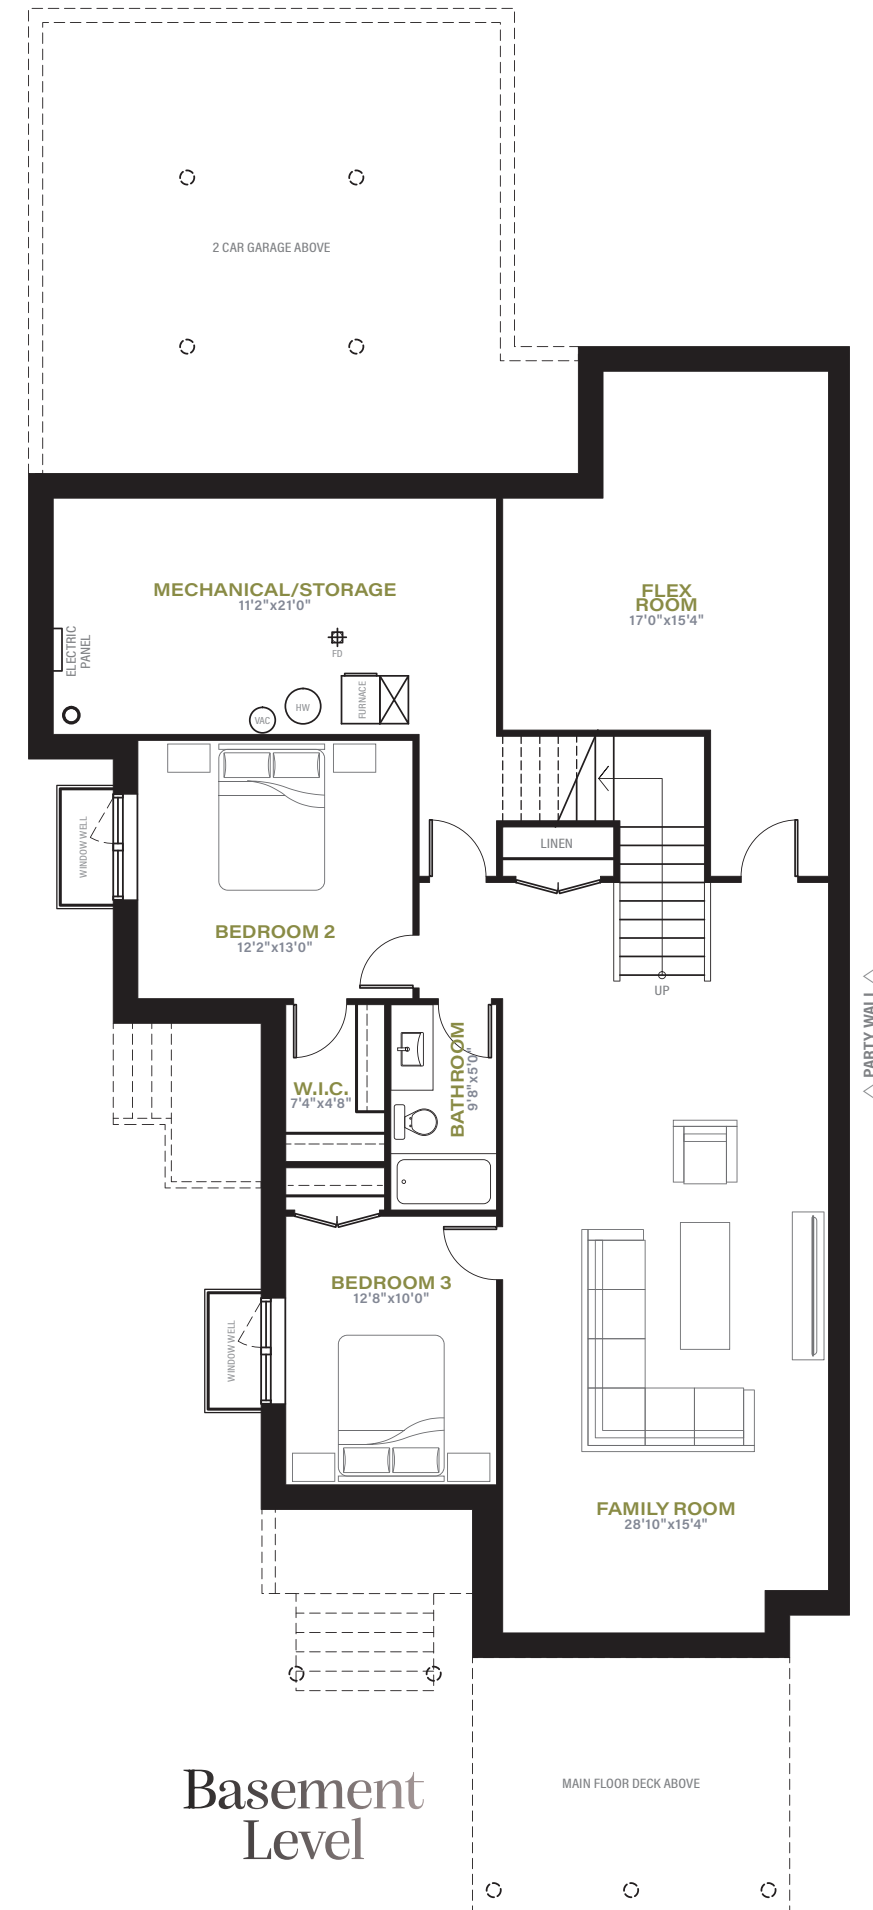 2 CAR GARAGE ABOVE
MECHANICAL/STORAGE
11'2"x21'0"
FLEX
ROOM
17'0"x15'4"
ELECTRIC
PANEL
FD
FURNACE
HW
VAC
WINDOW WELL
LINEN
BEDROOM 2
12'2"x13'0"
UP
PARTY WALL
W.I.C.
7'4"x4'8"
BATHROOM
9'8"x5'0"
BEDROOM 3
12'8"x10'0"
WINDOW WELL
FAMILY ROOM
28'10"x15'4"
Basement
Level
MAIN FLOOR DECK ABOVE